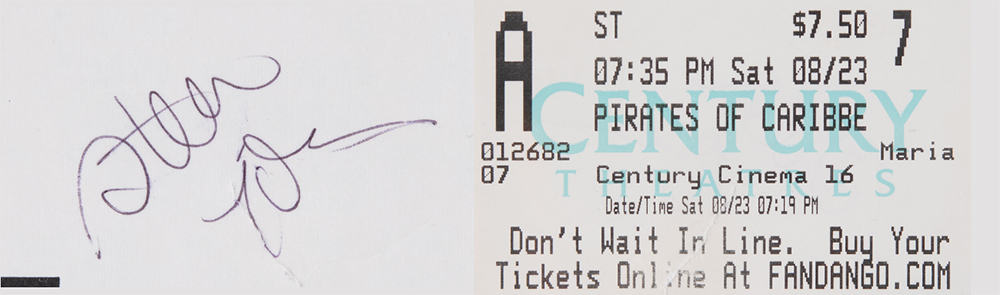 A ST $7.50 7
07:35 PM Sat 08/23
PIRATES OF CARIBBE
CENTURY
012682 Maria
07 Century Cinema 16
THEATRES
Date/Time Sat 08/23 07:19 PM
Don't Wait In Line. Buy Your
Tickets Online At FANDANGO.COM